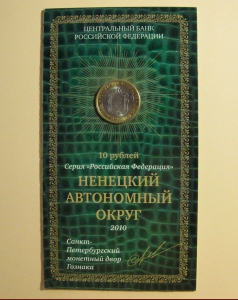 ЦЕНТРАЛЬНЫЙ БАНК
РОССИЙСКОЙ ФЕДЕРАЦИИ
10 рублей
Серия «Российская Федерация»
НЕНЕЦКИЙ
АВТОНОМНЫЙ
ОКРУГ
2010
Санкт-
Петербургский
монетный двор
Гознака